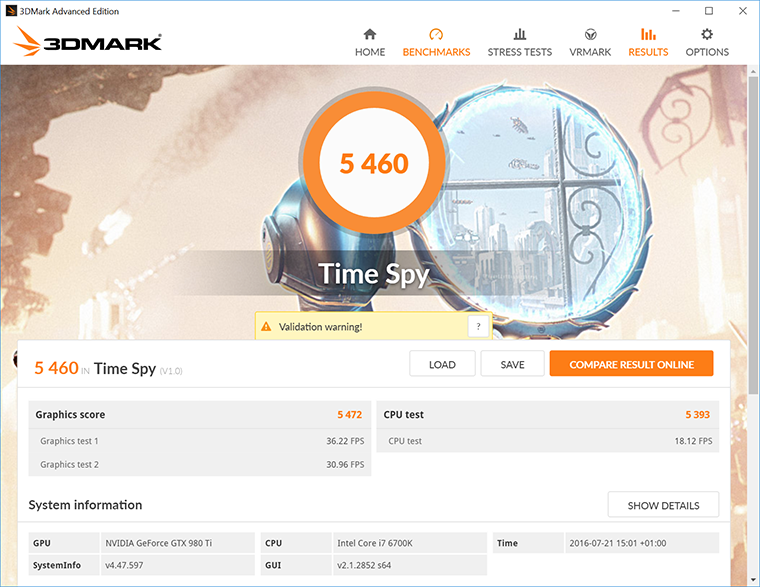 3DMark Advanced Edition
3DMARK
HOME BENCHMARKS STRESS TESTS VRMARK RESULTS OPTIONS
5 460
Time Spy
Validation warning! ?
5 460 IN Time Spy (V1.0) LOAD SAVE COMPARE RESULT ONLINE
Graphics score 5 472 CPU test 5 393
Graphics test 1 36.22 FPS CPU test 18.12 FPS
Graphics test 2 30.96 FPS
System information SHOW DETAILS
GPU NVIDIA GeForce GTX 980 Ti CPU Intel Core i7 6700K Time 2016-07-21 15:01 +01:00
SystemInfo v4.47.597 GUI v2.1.2852 s64